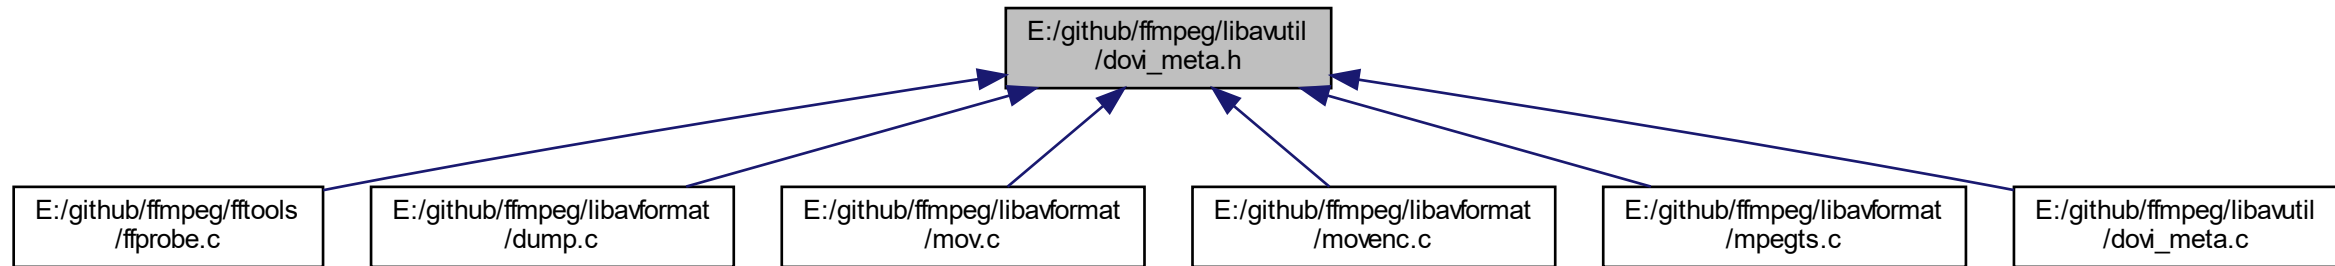 E:/github/ffmpeg/libavutil
/dovi_meta.h
E:/github/ffmpeg/fftools
/ffprobe.c
E:/github/ffmpeg/libavformat
/dump.c
E:/github/ffmpeg/libavformat
/mov.c
E:/github/ffmpeg/libavformat
/movenc.c
E:/github/ffmpeg/libavformat
/mpegts.c
E:/github/ffmpeg/libavutil
/dovi_meta.c